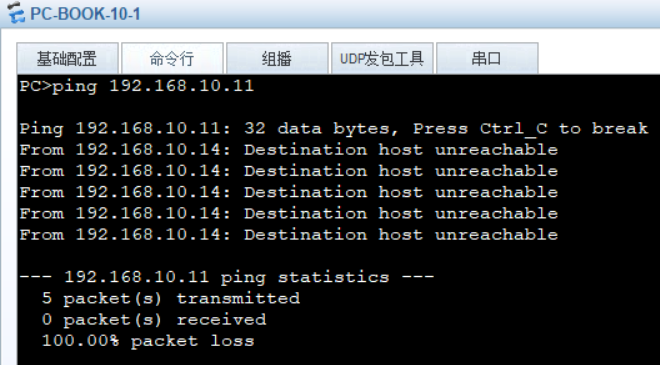 PC-BOOK-10-1
基础配置 命令行 组播 UDP发包工具 串口
PC>ping 192.168.10.11
Ping 192.168.10.11: 32 data bytes, Press Ctrl_C to break
From 192.168.10.14: Destination host unreachable
From 192.168.10.14: Destination host unreachable
From 192.168.10.14: Destination host unreachable
From 192.168.10.14: Destination host unreachable
From 192.168.10.14: Destination host unreachable
--- 192.168.10.11 ping statistics ---
5 packet(s) transmitted
0 packet(s) received
100.00% packet loss